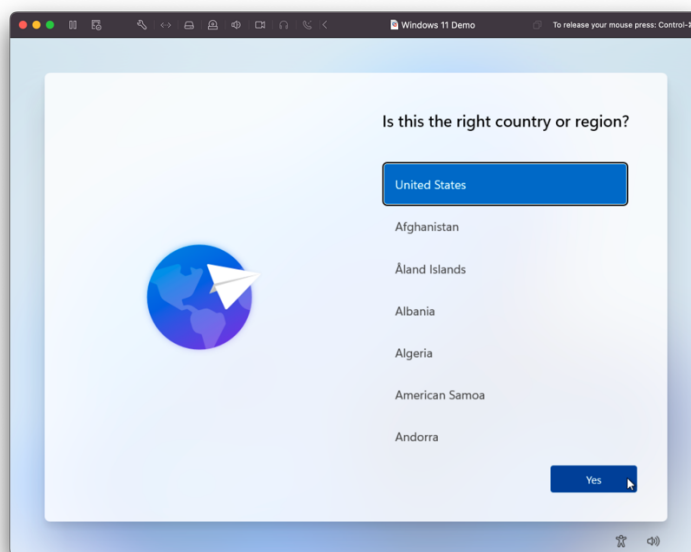 Windows 11 Demo
To release your mouse press: Control-
Is this the right country or region?
United States
Afghanistan
Åland Islands
Albania
Algeria
American Samoa
Andorra
Yes